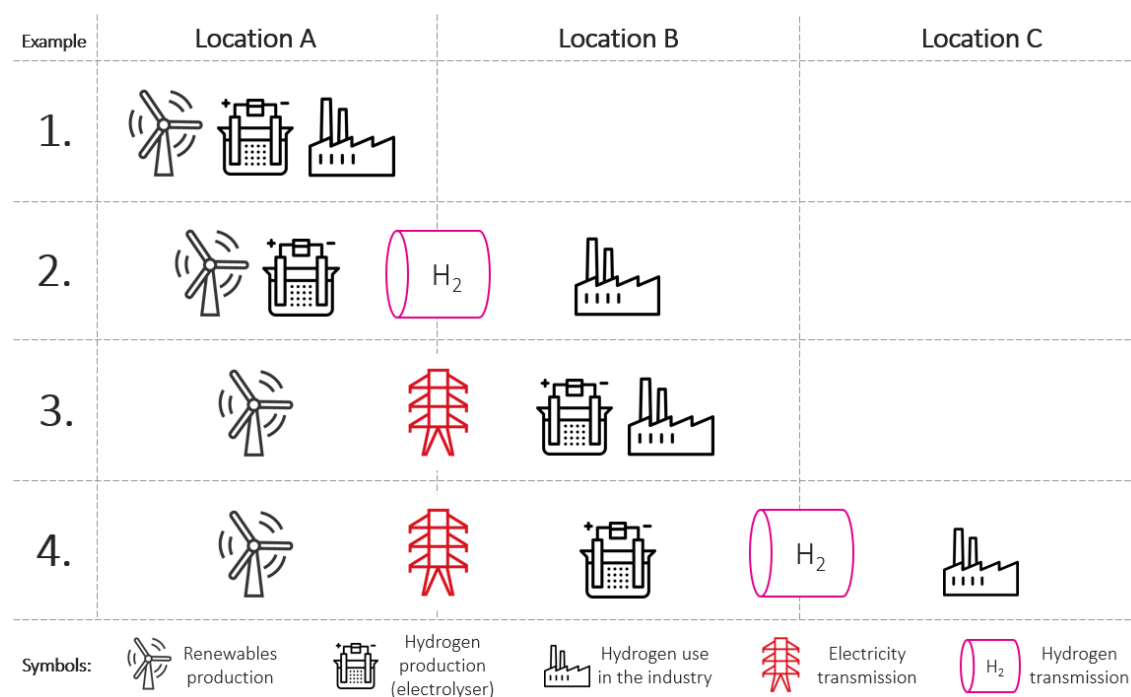 Example
Location A
Location B
Location C
1.
+ -
2.
+ -
H₂
3.
+ -
4.
+ -
H₂
Symbols:
Renewables
production
+ -
Hydrogen
production
(electrolyser)
Hydrogen use
in the industry
Electricity
transmission
H₂
Hydrogen
transmission